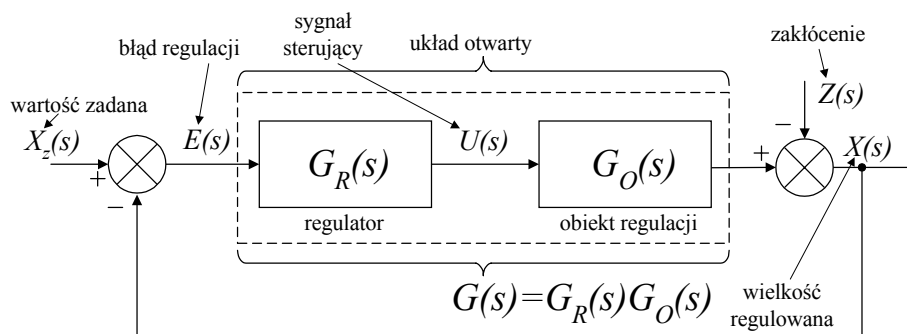 sygnał
sterujący
układ otwarty
zakłócenie
błąd regulacji
wartość zadana
X_z(s)
E(s)
U(s)
Z(s)
X(s)
+
−
G_R(s)
G_O(s)
+
−
regulator
obiekt regulacji
G(s)=G_R(s)G_O(s)
wielkość
regulowana